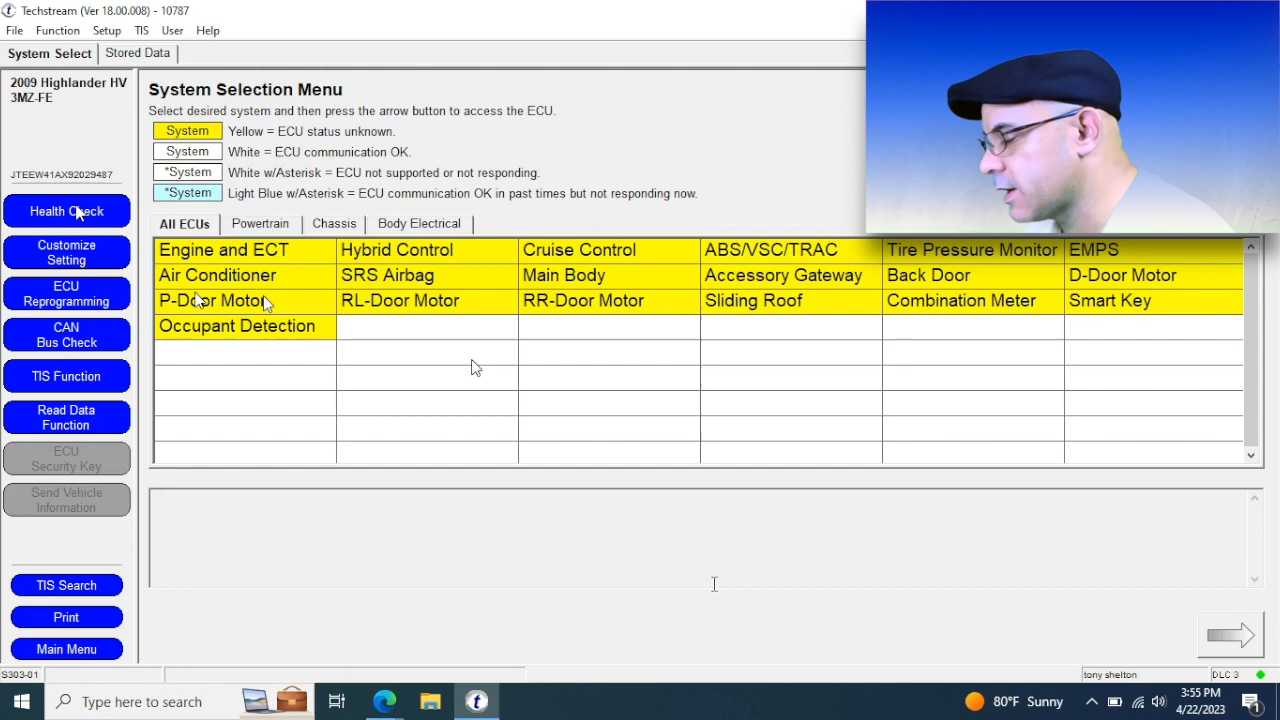 Techstream (Ver 18.00.008) - 10787
File Function Setup TIS User Help
System Select Stored Data
2009 Highlander HV
3MZ-FE
JTEEW41AX92029487
Health Check
Customize
Setting
ECU
Reprogramming
CAN
Bus Check
TIS Function
Read Data
Function
ECU
Security Key
Send Vehicle
Information
TIS Search
Print
Main Menu
System Selection Menu
Select desired system and then press the arrow button to access the ECU.
System Yellow = ECU status unknown.
System White = ECU communication OK.
*System White w/Asterisk = ECU not supported or not responding.
*System Light Blue w/Asterisk = ECU communication OK in past times but not responding now.
All ECUs Powertrain Chassis Body Electrical
Engine and ECT Hybrid Control Cruise Control ABS/VSC/TRAC Tire Pressure Monitor EMPS
Air Conditioner SRS Airbag Main Body Accessory Gateway Back Door D-Door Motor
P-Door Motor RL-Door Motor RR-Door Motor Sliding Roof Combination Meter Smart Key
Occupant Detection
S303-01 tony shelton DLC 3
Type here to search 80°F Sunny 3:55 PM
4/22/2023 1